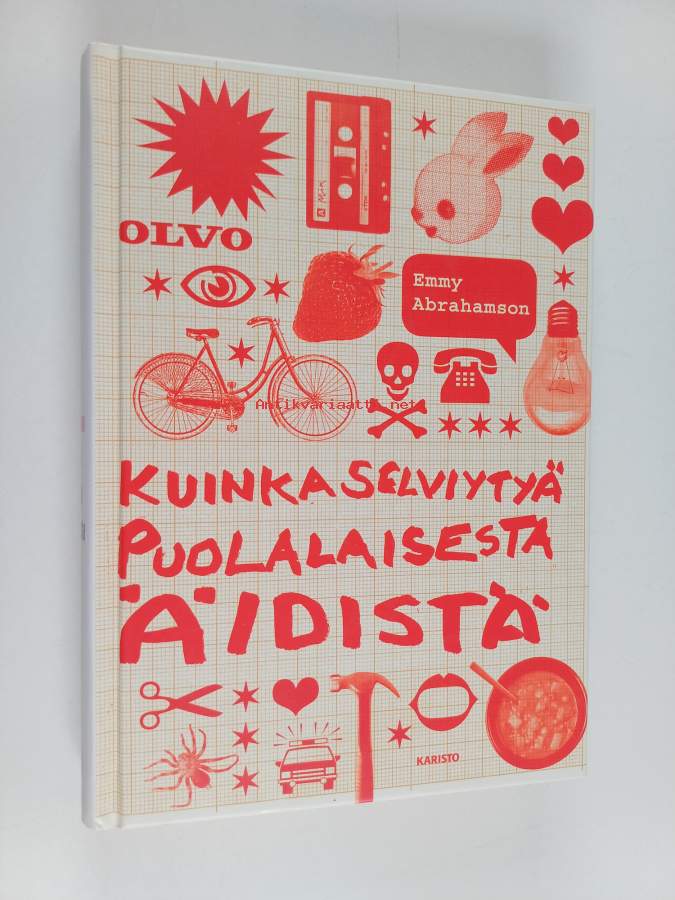 OLVO
Emmy
Abrahamson
Antikvariaatti.net
KUINKA SELVIYTYÄ
PUOLALAISESTA
ÄIDISTÄ
KARISTO